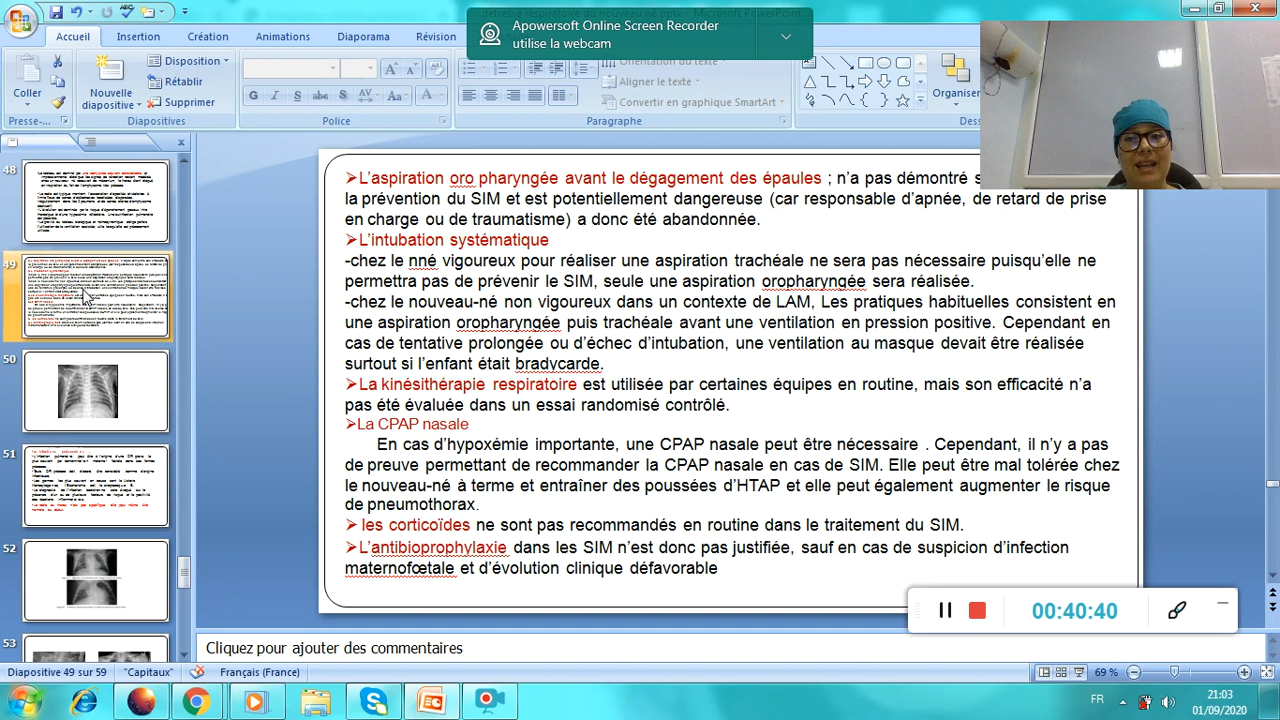 détresse respiratoire du nouveau né pptx - Microsoft PowerPoint
Apowersoft Online Screen Recorder
utilise la webcam
Accueil
Insertion
Création
Animations
Diaporama
Révision
Coller
Nouvelle
diapositive
Disposition
Rétablir
Supprimer
Orientation du texte
Aligner le texte
Convertir en graphique SmartArt
Organiser
Presse-...
Diapositives
Police
Paragraphe
Dess
48
49
50
51
52
53
➢L'aspiration oro pharyngée avant le dégagement des épaules : n'a pas démontré s
la prévention du SIM et est potentiellement dangereuse (car responsable d'apnée, de retard de prise
en charge ou de traumatisme) a donc été abandonnée.
➢L'intubation systématique
-chez le nné vigoureux pour réaliser une aspiration trachéale ne sera pas nécessaire puisqu'elle ne
permettra pas de prévenir le SIM, seule une aspiration oropharyngée sera réalisée.
-chez le nouveau-né non vigoureux dans un contexte de LAM, Les pratiques habituelles consistent en
une aspiration oropharyngée puis trachéale avant une ventilation en pression positive. Cependant en
cas de tentative prolongée ou d'échec d'intubation, une ventilation au masque devait être réalisée
surtout si l'enfant était bradycarde.
➢La kinésithérapie respiratoire est utilisée par certaines équipes en routine, mais son efficacité n'a
pas été évaluée dans un essai randomisé contrôlé.
➢La CPAP nasale
En cas d'hypoxémie importante, une CPAP nasale peut être nécessaire . Cependant, il n'y a pas
de preuve permettant de recommander la CPAP nasale en cas de SIM. Elle peut être mal tolérée chez
le nouveau-né à terme et entraîner des poussées d'HTAP et elle peut également augmenter le risque
de pneumothorax.
➢ les corticoïdes ne sont pas recommandés en routine dans le traitement du SIM.
➢L'antibioprophylaxie dans les SIM n'est donc pas justifiée, sauf en cas de suspicion d'infection
maternofœtale et d'évolution clinique défavorable
00:40:40
Cliquez pour ajouter des commentaires
Diapositive 49 sur 59
"Capitaux"
Français (France)
69 %
FR
21:03
01/09/2020